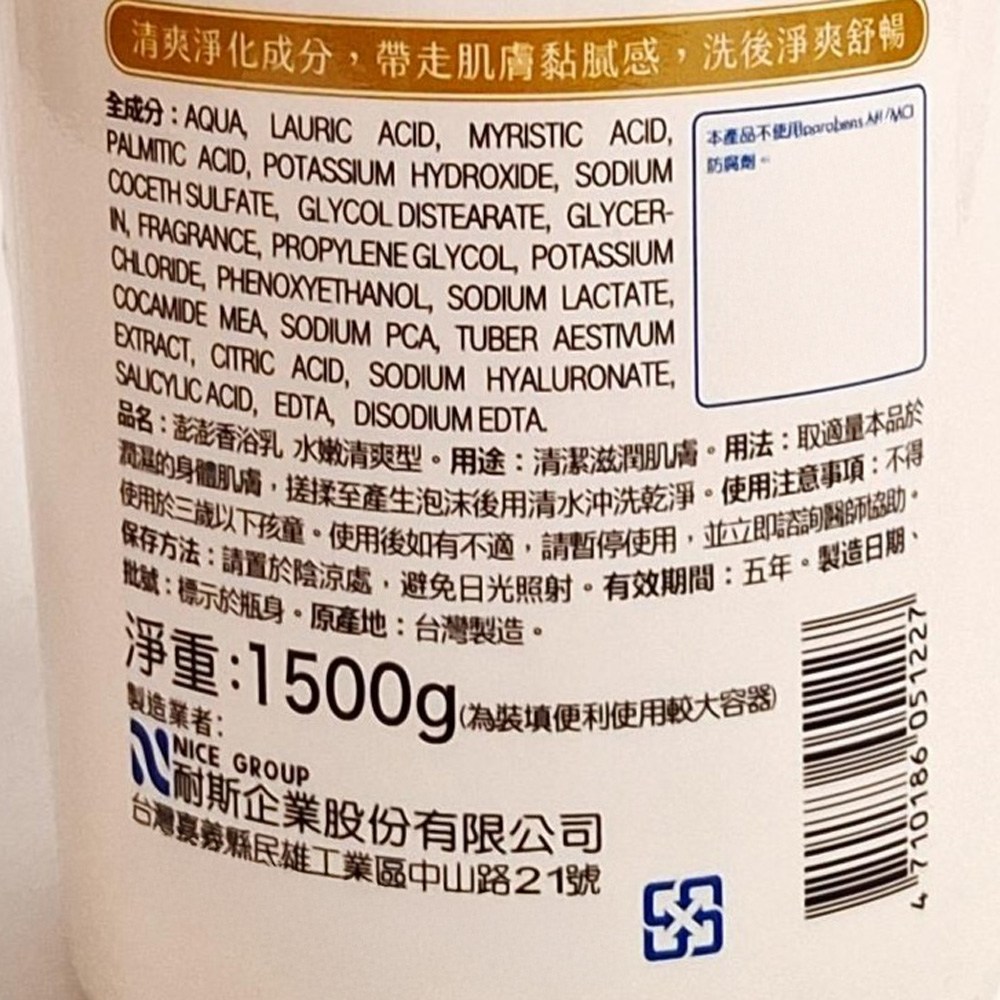 清爽淨化成分，帶走肌膚黏膩感，洗後淨爽舒暢
全成分：AQUA, LAURIC ACID, MYRISTIC ACID,
PALMITIC ACID, POTASSIUM HYDROXIDE, SODIUM
COCETH SULFATE, GLYCOL DISTEARATE, GLYCER-
IN, FRAGRANCE, PROPYLENE GLYCOL, POTASSIUM
CHLORIDE, PHENOXYETHANOL, SODIUM LACTATE,
COCAMIDE MEA, SODIUM PCA, TUBER AESTIVUM
EXTRACT, CITRIC ACID, SODIUM HYALURONATE,
SALICYLIC ACID, EDTA, DISODIUM EDTA.
本產品不使用parabens MI/MCI
防腐劑。
品名：澎澎香浴乳 水嫩清爽型。用途：清潔滋潤肌膚。用法：取適量本品於
潤濕的身體肌膚，搓揉至產生泡沫後用清水沖洗乾淨。使用注意事項：不得
使用於三歲以下孩童。使用後如有不適，請暫停使用，並立即諮詢醫師協助。
保存方法：請置於陰涼處，避免日光照射。有效期間：五年。製造日期、
批號：標示於瓶身。原產地：台灣製造。
淨重：1500g(為裝填便利使用較大容器)
製造業者：
NICE GROUP
耐斯企業股份有限公司
台灣嘉義縣民雄工業區中山路21號
4 710186 051227